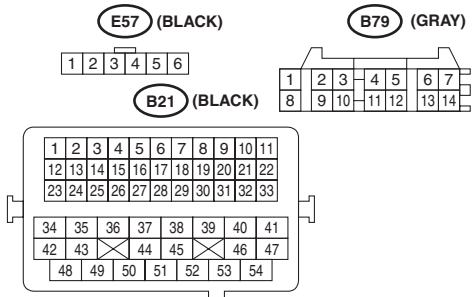 E57 (BLACK)
B79 (GRAY)
1 2 3 4 5 6
1 2 3 4 5 6 7
8 9 10 11 12 13 14
B21 (BLACK)
1 2 3 4 5 6 7 8 9 10 11
12 13 14 15 16 17 18 19 20 21 22
23 24 25 26 27 28 29 30 31 32 33
34 35 36 37 38 39 40 41
42 43 44 45 46 47
48 49 50 51 52 53 54